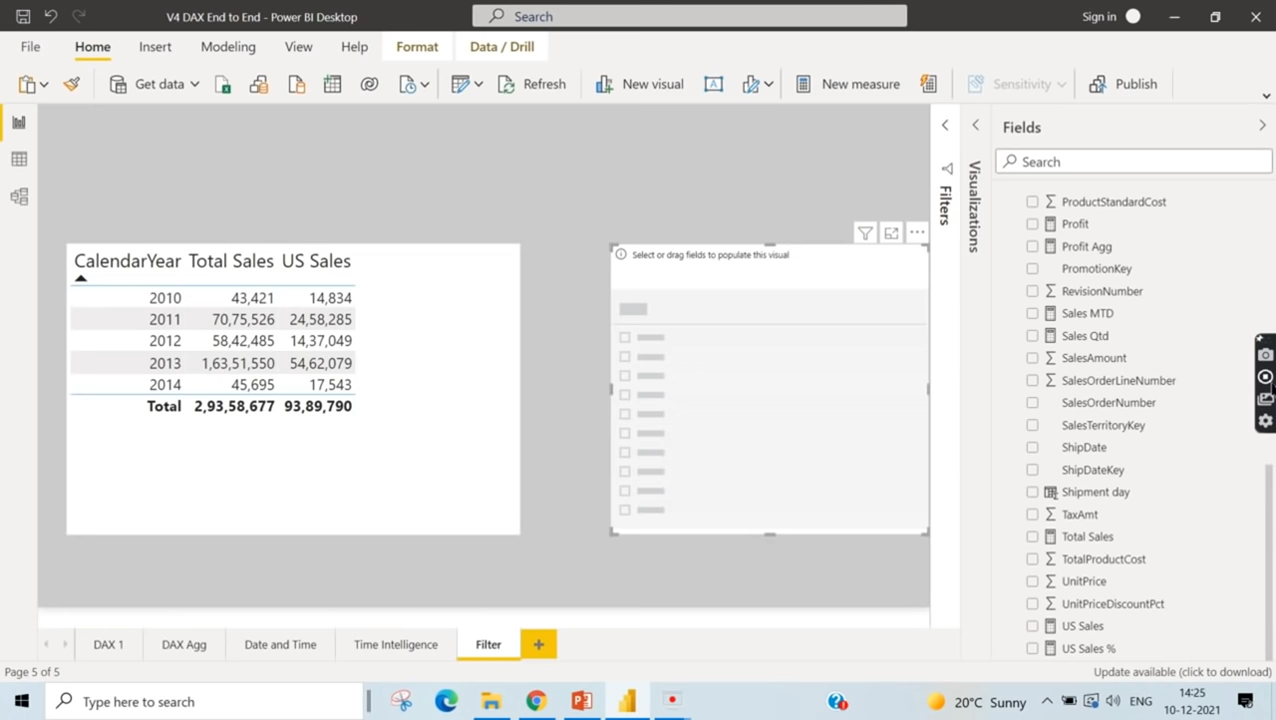 V4 DAX End to End - Power BI Desktop
Search
Sign in
File Home Insert Modeling View Help Format Data / Drill
Get data
Refresh
New visual
New measure
Sensitivity
Publish
Filters
Visualizations
Fields
Search
ProductStandardCost
Profit
Profit Agg
PromotionKey
RevisionNumber
Sales MTD
Sales Qtd
SalesAmount
SalesOrderLineNumber
SalesOrderNumber
SalesTerritoryKey
ShipDate
ShipDateKey
Shipment day
TaxAmt
Total Sales
TotalProductCost
UnitPrice
UnitPriceDiscountPct
US Sales
US Sales %
CalendarYear Total Sales US Sales
2010 43,421 14,834
2011 70,75,526 24,58,285
2012 58,42,485 14,37,049
2013 1,63,51,550 54,62,079
2014 45,695 17,543
Total 2,93,58,677 93,89,790
Select or drag fields to populate this visual
DAX 1 DAX Agg Date and Time Time Intelligence Filter
Page 5 of 5
Update available (click to download)
Type here to search
20°C Sunny
ENG
14:25
10-12-2021